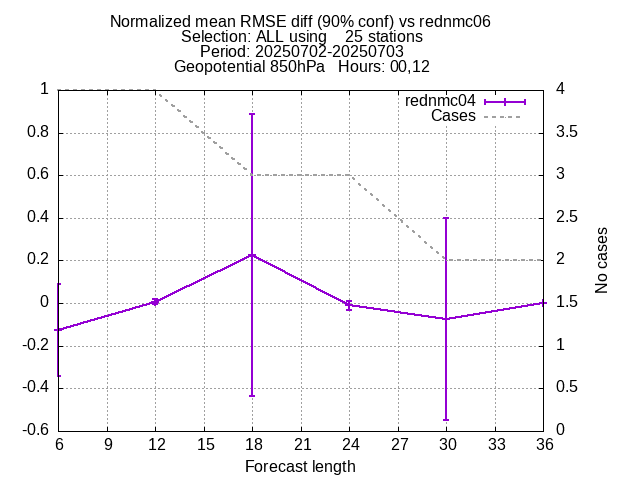 Normalized mean RMSE diff (90% conf) vs rednmc06
Selection: ALL using    25 stations
Period: 20250702-20250703
Geopotential 850hPa   Hours: 00,12
rednmc04
Cases
1
0.8
0.6
0.4
0.2
0
-0.2
-0.4
-0.6
4
3.5
3
2.5
2
1.5
1
0.5
0
No cases
6 9 12 15 18 21 24 27 30 33 36
Forecast length